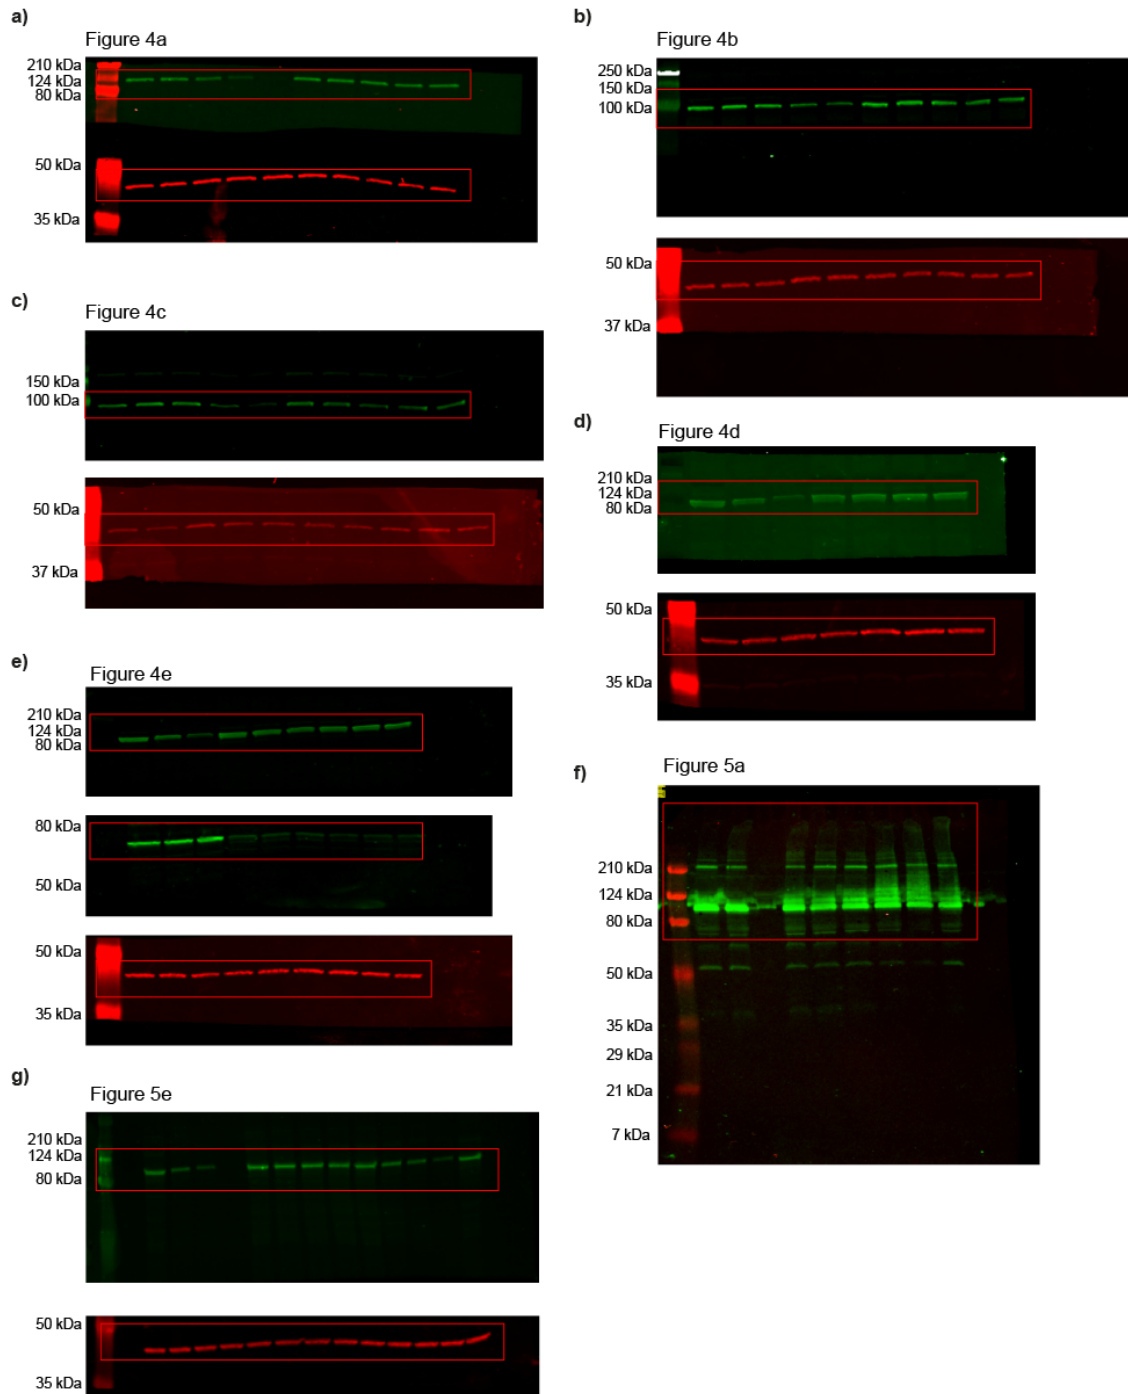 a)
Figure 4a
210 kDa
124 kDa
80 kDa
50 kDa
35 kDa
b)
Figure 4b
250 kDa
150 kDa
100 kDa
50 kDa
37 kDa
c)
Figure 4c
150 kDa
100 kDa
50 kDa
37 kDa
d)
Figure 4d
210 kDa
124 kDa
80 kDa
50 kDa
35 kDa
e)
Figure 4e
210 kDa
124 kDa
80 kDa
80 kDa
50 kDa
50 kDa
35 kDa
f)
Figure 5a
210 kDa
124 kDa
80 kDa
50 kDa
35 kDa
29 kDa
21 kDa
7 kDa
g)
Figure 5e
210 kDa
124 kDa
80 kDa
50 kDa
35 kDa